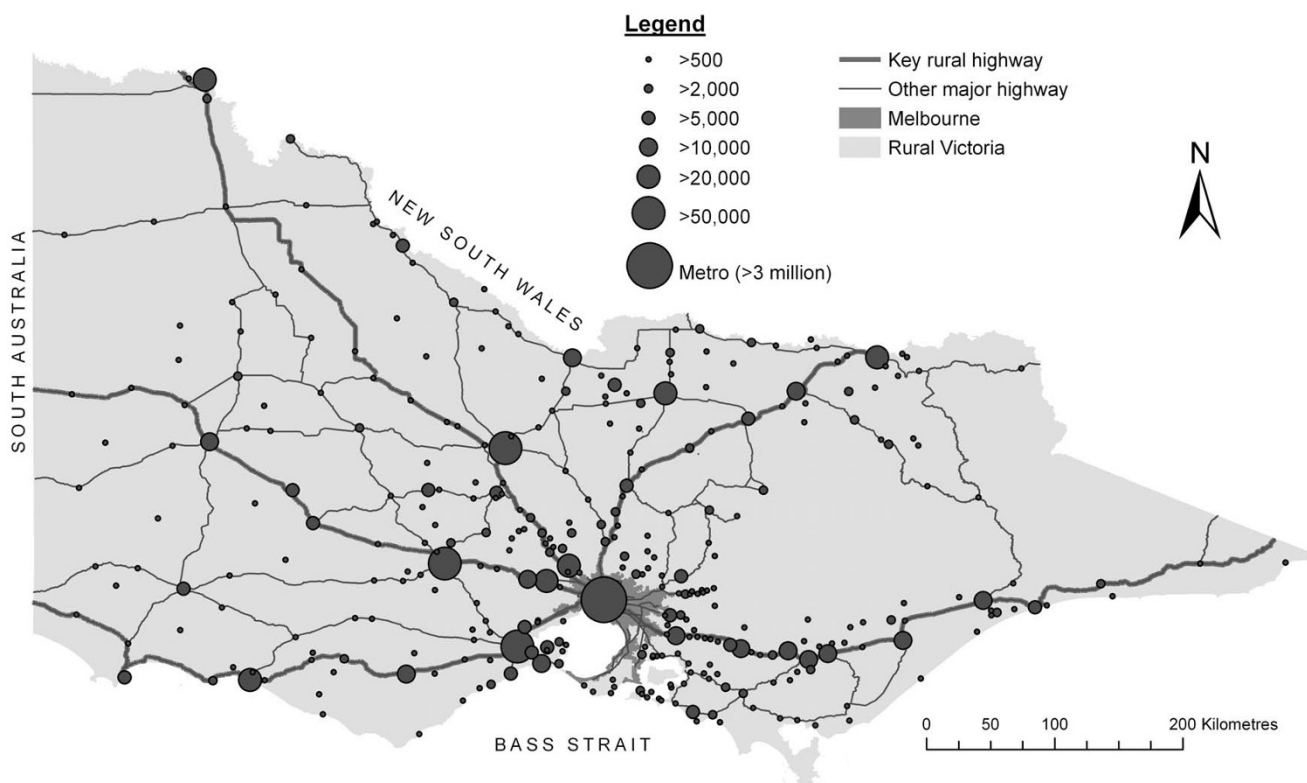 Legend
>500
>2,000
>5,000
>10,000
>20,000
>50,000
Metro (>3 million)
Key rural highway
Other major highway
Melbourne
Rural Victoria
N
NEW SOUTH WALES
SOUTH AUSTRALIA
BASS STRAIT
0 50 100 200 Kilometres